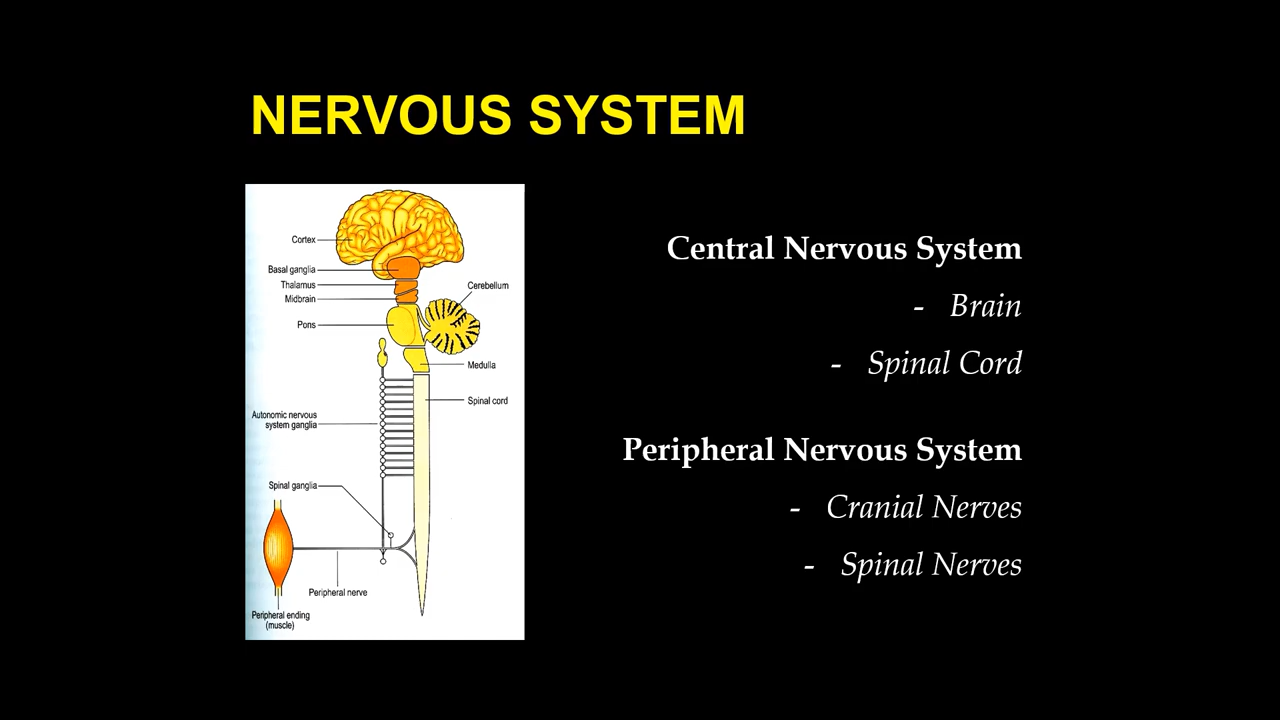 NERVOUS SYSTEM
Cortex
Basal ganglia
Thalamus
Midbrain
Cerebellum
Pons
Medulla
Spinal cord
Autonomic nervous
system ganglia
Spinal ganglia
Peripheral nerve
Peripheral ending
(muscle)
Central Nervous System
- Brain
- Spinal Cord
Peripheral Nervous System
- Cranial Nerves
- Spinal Nerves